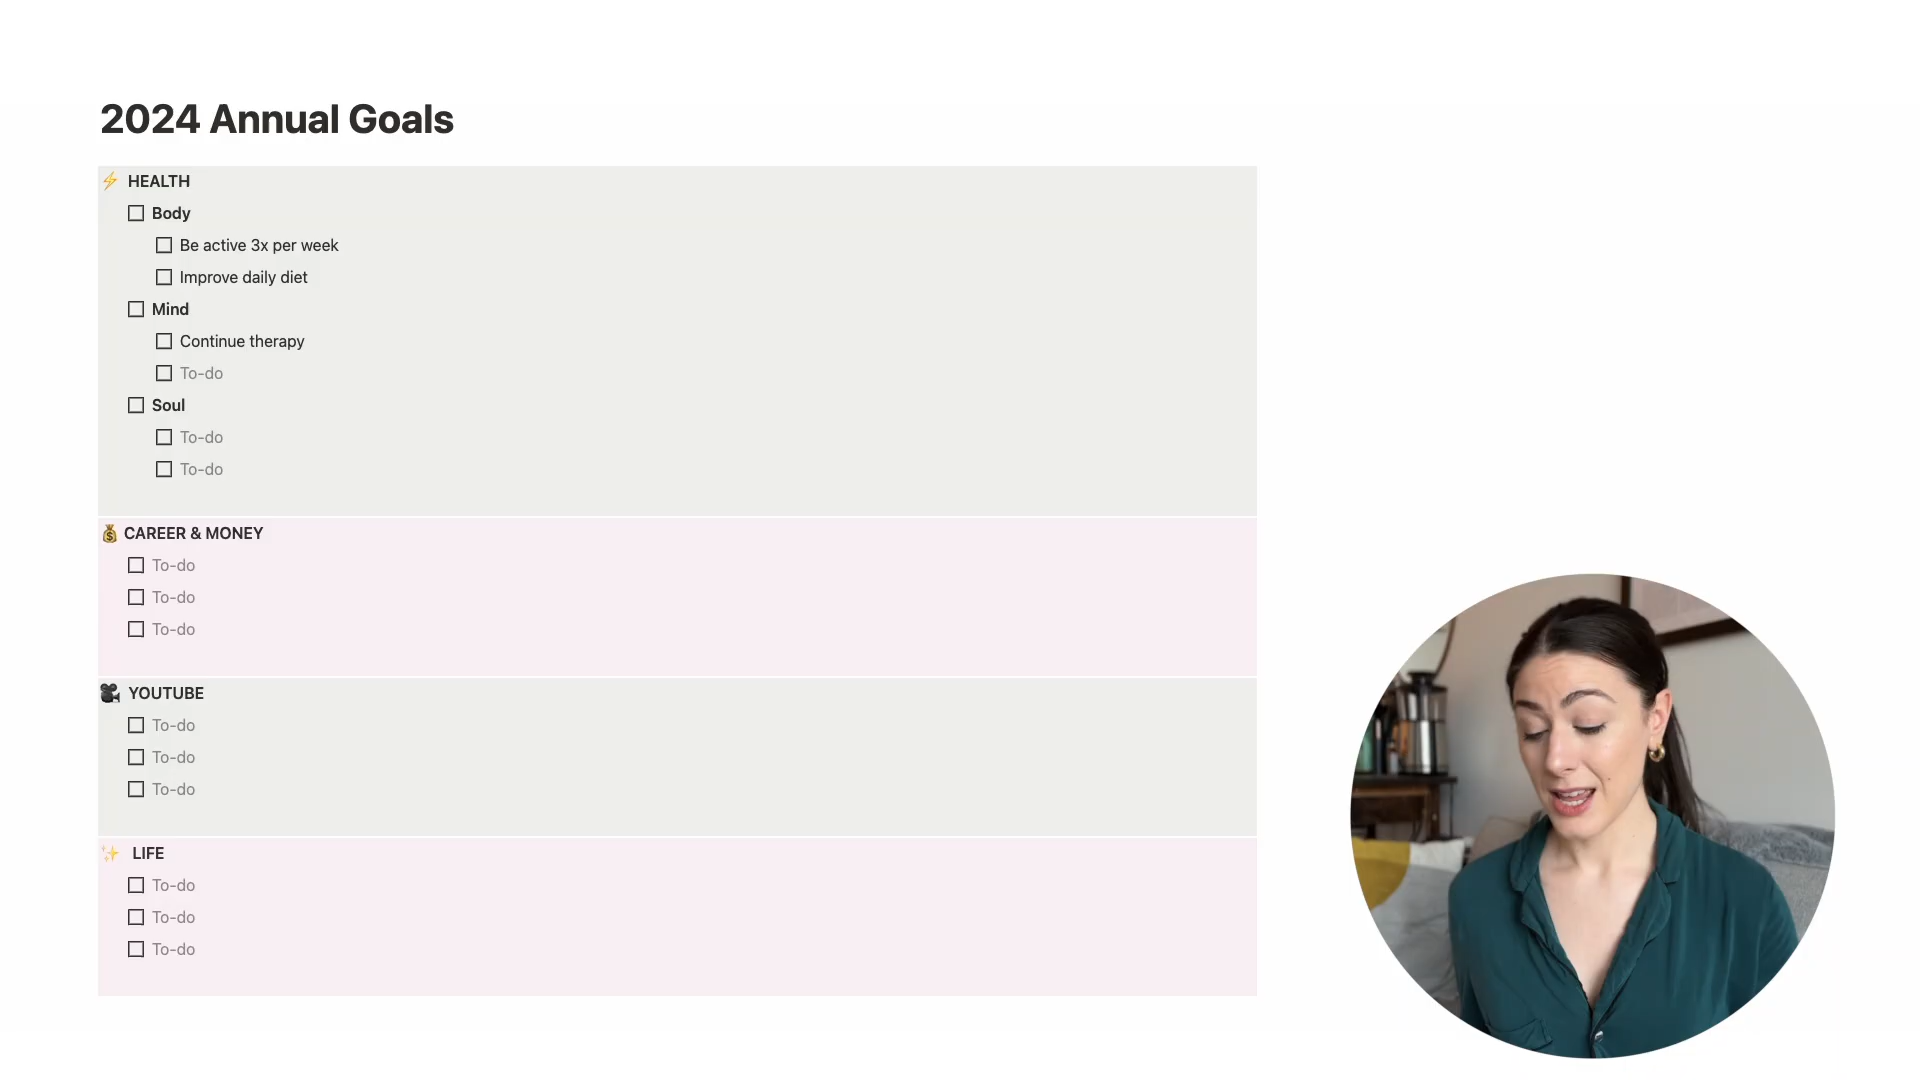 2024 Annual Goals
HEALTH
Body
Be active 3x per week
Improve daily diet
Mind
Continue therapy
To-do
Soul
To-do
To-do
CAREER & MONEY
To-do
To-do
To-do
YOUTUBE
To-do
To-do
To-do
LIFE
To-do
To-do
To-do